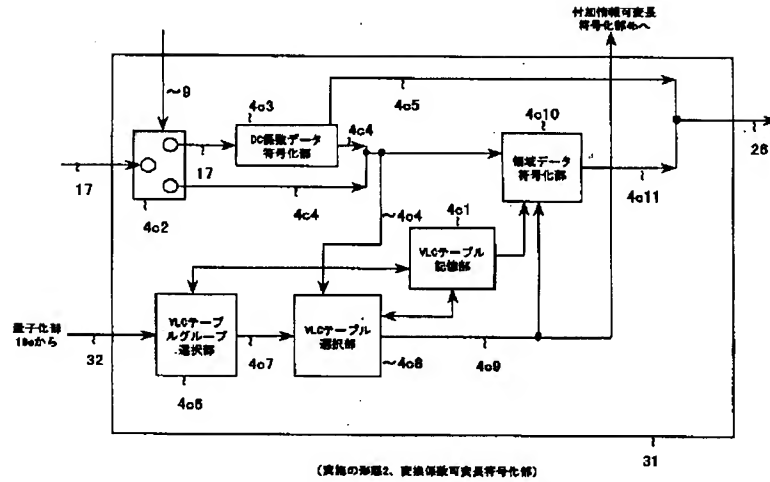 付加情報可変長
符号化部4bへ
~9
4c5
4c3
DC係数データ
符号化部
4c4
4c10
領域データ
符号化部
26
17
17
4c2
4c4
~4c4
4c11
4c1
VLCテーブル
記憶部
量子化部
19aから
32
VLCテーブ
ルグループ
選択部
4c7
VLCテーブル
選択部
4c9
~4c8
4c6
31
(実施の形態2、変換係数可変長符号化部)